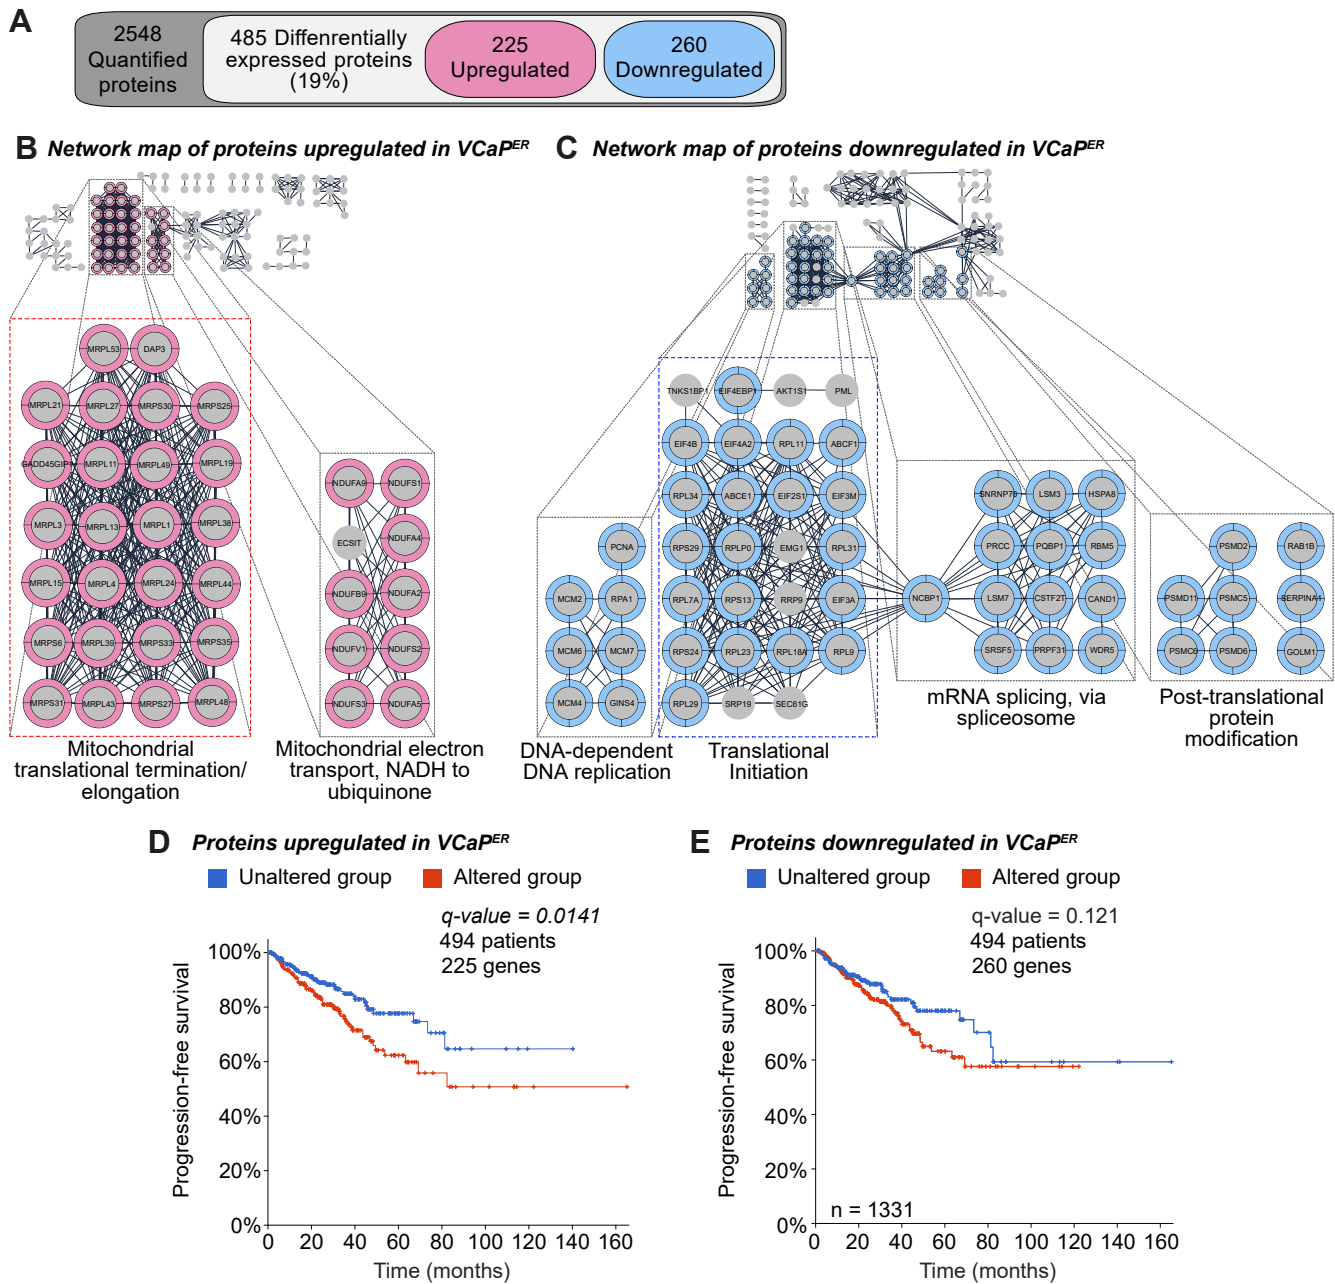 A
2548
Quantified
proteins
485 Diffenrentially
expressed proteins
(19%)
225
Upregulated
260
Downregulated
B Network map of proteins upregulated in VCaPER
C Network map of proteins downregulated in VCaPER
MRPL53 DAP3
MRPL21 MRPL27 MRPS30 MRPS25
GADD45GIP1 MRPL11 MRPL49 MRPL19
MRPL3 MRPL13 MRPL1 MRPL38
MRPL15 MRPL4 MRPL24 MRPL44
MRPS6 MRPL39 MRPS33 MRPS35
MRPS31 MRPL43 MRPS27 MRPL48
Mitochondrial
translational termination/
elongation
NDUFA9 NDUFS1
ECSIT NDUFA4
NDUFB9 NDUFA2
NDUFV1 NDUFS2
NDUFS3 NDUFA5
Mitochondrial electron
transport, NADH to
ubiquinone
PCNA
MCM2 RPA1
MCM6 MCM7
MCM4 GINS4
DNA-dependent
DNA replication
TNKS1BP1 EIF4EBP1 AKT1S1 PML
EIF4B EIF4A2 RPL11 ABCF1
RPL34 ABCE1 EIF2S1 EIF3M
RPS29 RPLP0 EMG1 RPL31
RPL7A RPS13 RRP9 EIF3A
RPS24 RPL23 RPL18A RPL9
RPL29 SRP19 SEC61G
Translational
Initiation
NCBP1
SNRNP70 LSM3 HSPA8
PRCC PQBP1 RBM5
LSM7 CSTF2T CAND1
SRSF5 PRPF31 WDR5
mRNA splicing, via
spliceosome
PSMD2 RAB1B
PSMD11 PSMC5 SERPINA1
PSMC6 PSMD6 GOLM1
Post-translational
protein
modification
D Proteins upregulated in VCaPER
Unaltered group Altered group
q-value = 0.0141
494 patients
225 genes
Progression-free survival
100%
80%
60%
40%
20%
0%
0 20 40 60 80 100 120 140 160
Time (months)
E Proteins downregulated in VCaPER
Unaltered group Altered group
q-value = 0.121
494 patients
260 genes
Progression-free survival
100%
80%
60%
40%
20%
0%
n = 1331
0 20 40 60 80 100 120 140 160
Time (months)